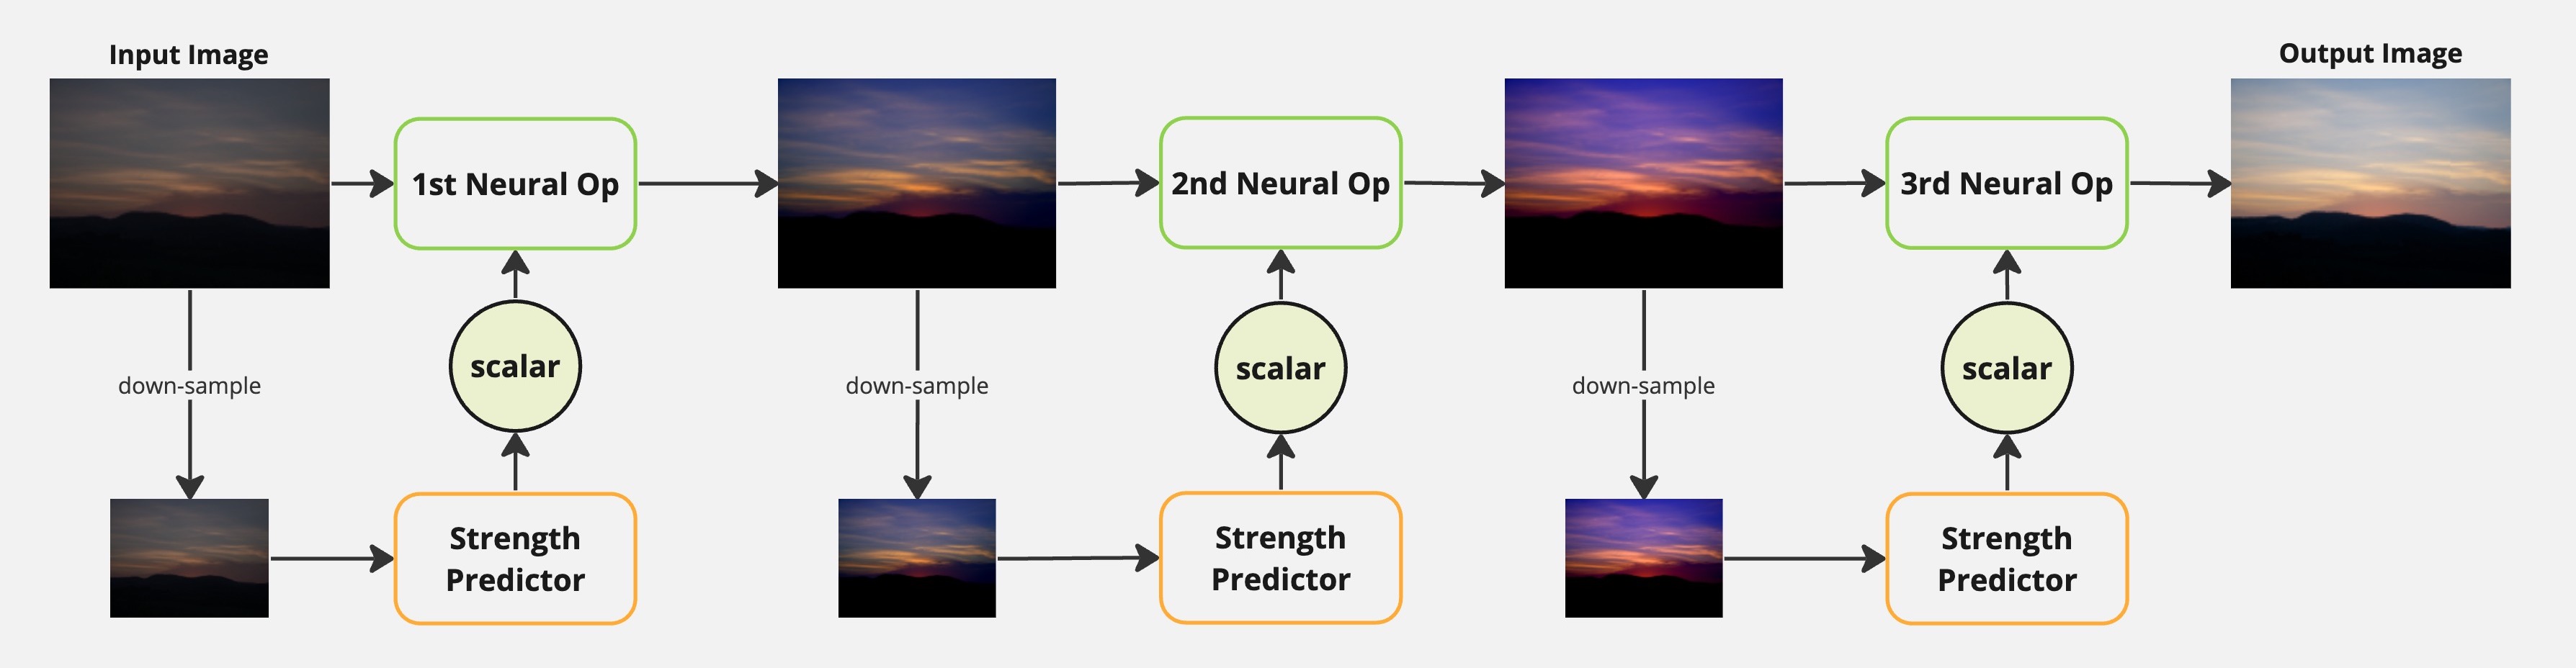 Input Image
Output Image
1st Neural Op
2nd Neural Op
3rd Neural Op
scalar
scalar
scalar
down-sample
down-sample
down-sample
Strength
Predictor
Strength
Predictor
Strength
Predictor